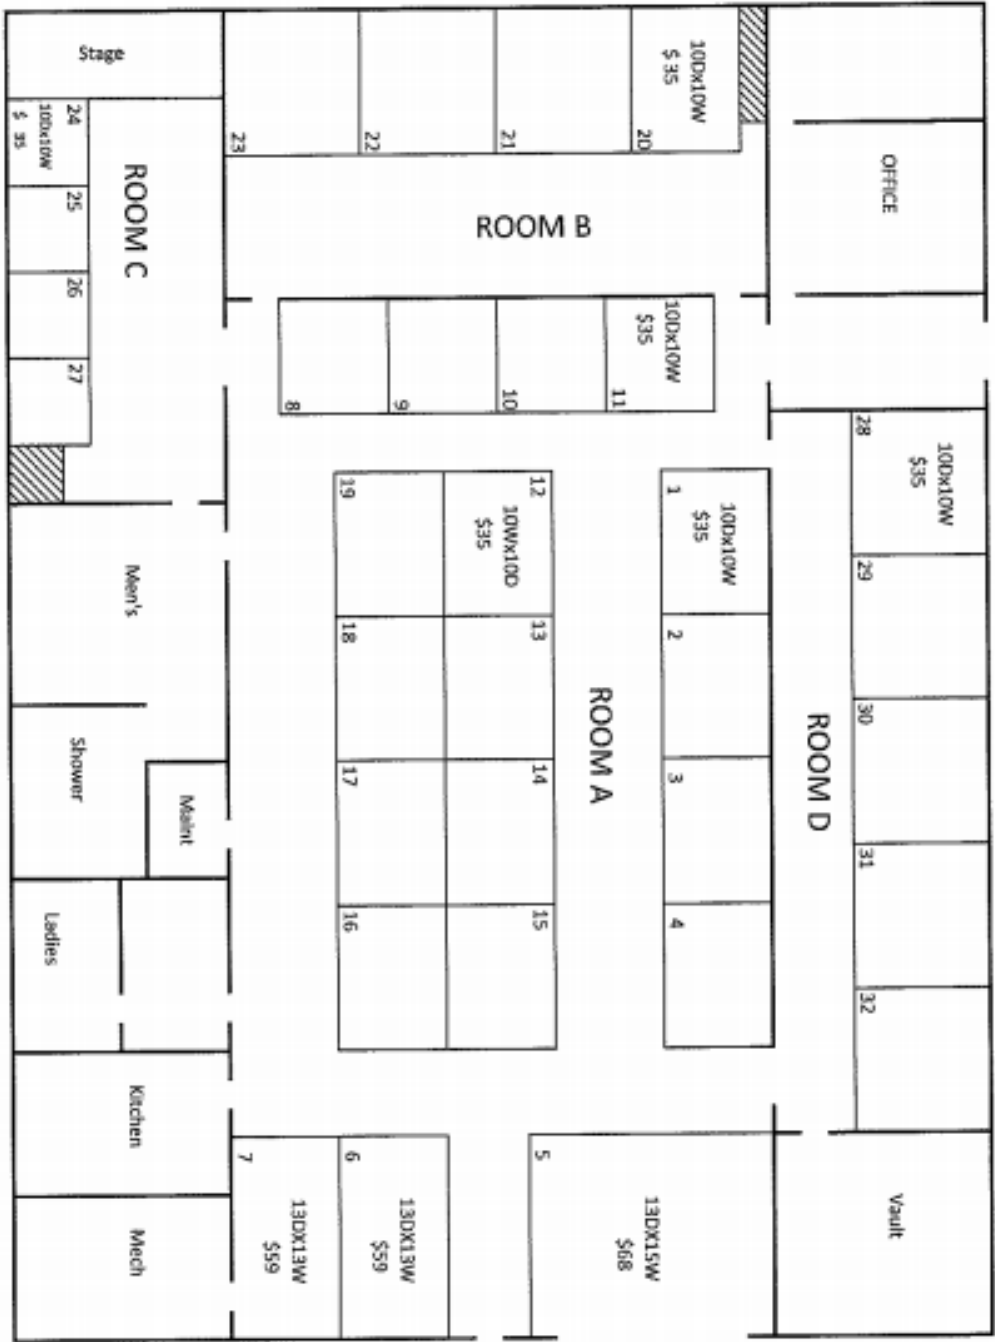 Stage
24
10Dx10W
$ 35
25
26
27
ROOM C
23
22
21
20
10Dx10W
$ 35
ROOM B
OFFICE
8
9
10
11
10Dx10W
$35
28
10Dx10W
$35
29
30
31
32
ROOM D
19
18
17
16
12
10Wx10D
$35
13
14
15
ROOM A
1
10Dx10W
$35
2
3
4
Men's
Shower
Maint
Ladies
Kitchen
Mech
7
13DX13W
$59
6
13DX13W
$59
5
13DX15W
$68
Vault